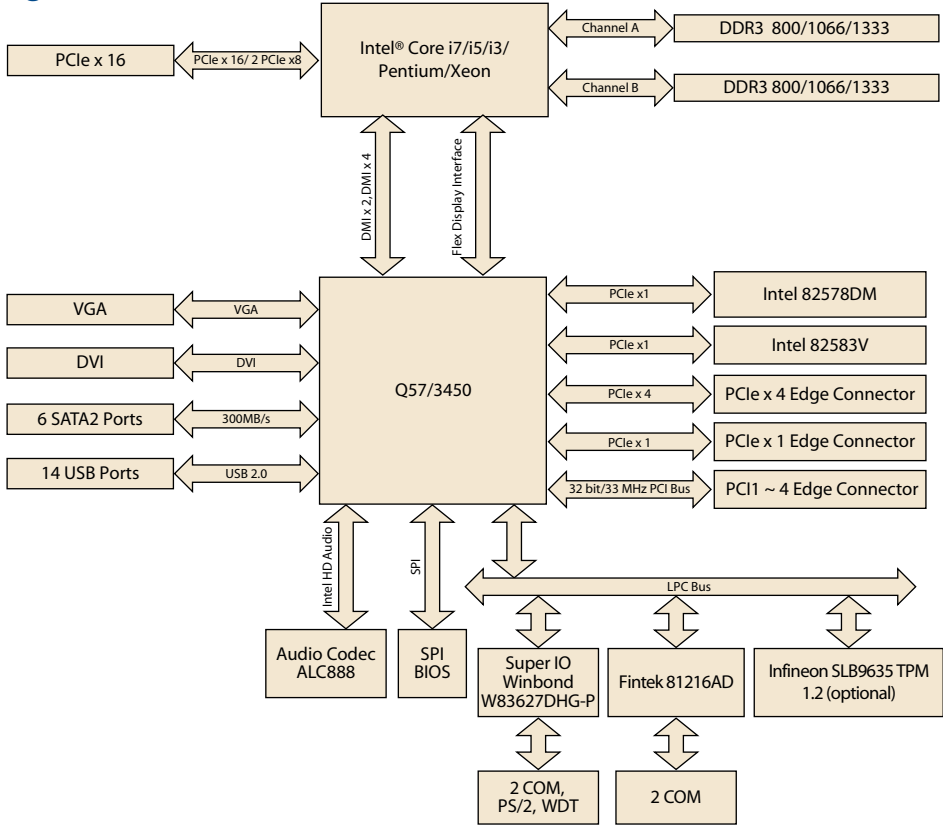 Intel® Core i7/i5/i3/
Pentium/Xeon
PCIe x 16
PCIe x 16/ 2 PCIe x8
Channel A
DDR3 800/1066/1333
Channel B
DDR3 800/1066/1333
DMI x 2,DMI x 4
Flex Display Interface
Q57/3450
VGA
VGA
DVI
DVI
6 SATA2 Ports
300MB/s
14 USB Ports
USB 2.0
PCIe x1
Intel 82578DM
PCIe x1
Intel 82583V
PCIe x 4
PCIe x 4 Edge Connector
PCIe x 1
PCIe x 1 Edge Connector
32 bit/33 MHz PCI Bus
PCI1 ~ 4 Edge Connector
Intel HD Audio
SPI
LPC Bus
Audio Codec
ALC888
SPI
BIOS
Super IO
Winbond
W83627DHG-P
Fintek 81216AD
Infineon SLB9635 TPM
1.2 (optional)
2 COM,
PS/2, WDT
2 COM